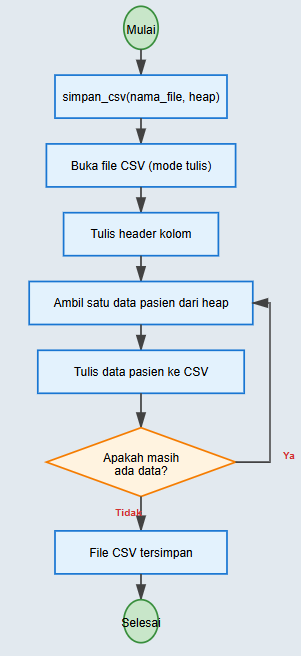 Mulai
simpan_csv(nama_file, heap)
Buka file CSV (mode tulis)
Tulis header kolom
Ambil satu data pasien dari heap
Tulis data pasien ke CSV
Apakah masih
ada data?
Ya
Tidak
File CSV tersimpan
Selesai